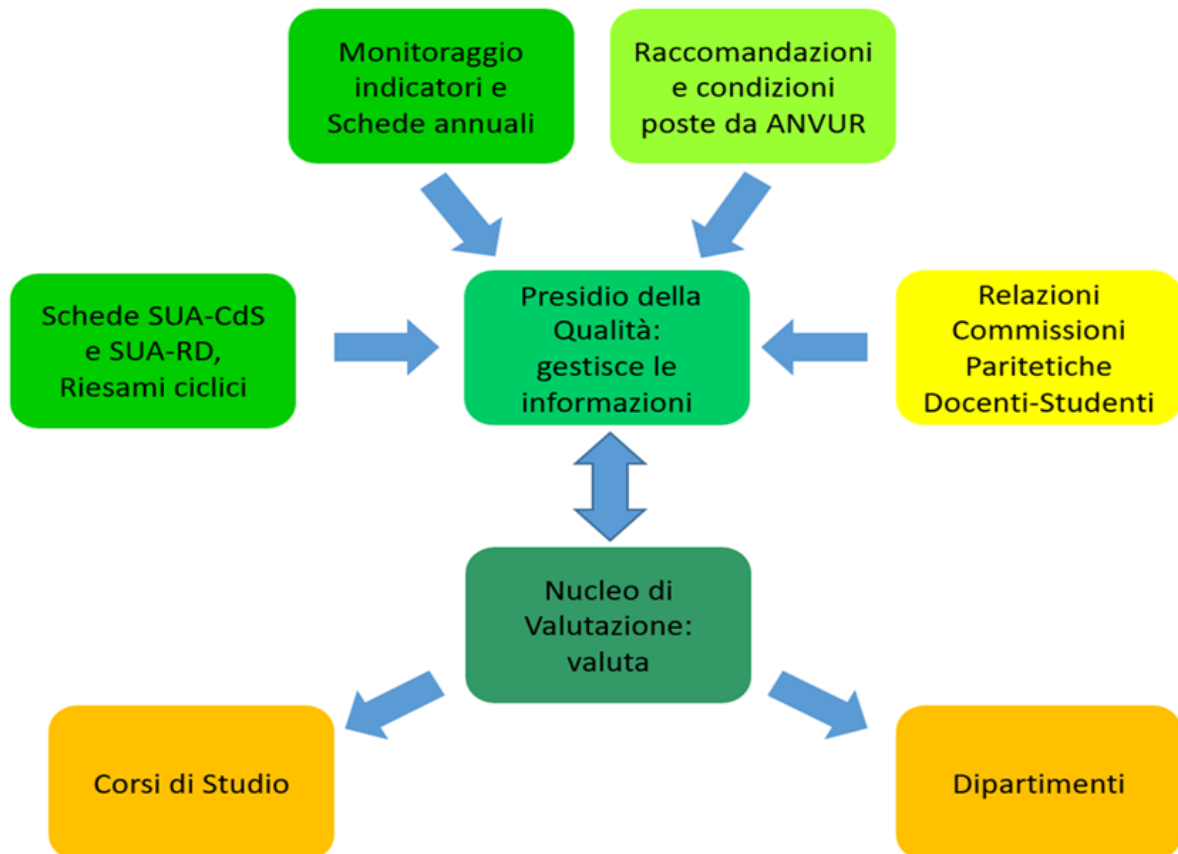 Monitoraggio
indicatori e
Schede annuali
Raccomandazioni
e condizioni
poste da ANVUR
Schede SUA-CdS
e SUA-RD,
Riesami ciclici
Presidio della
Qualità:
gestisce le
informazioni
Relazioni
Commissioni
Paritetiche
Docenti-Studenti
Nucleo di
Valutazione:
valuta
Corsi di Studio
Dipartimenti